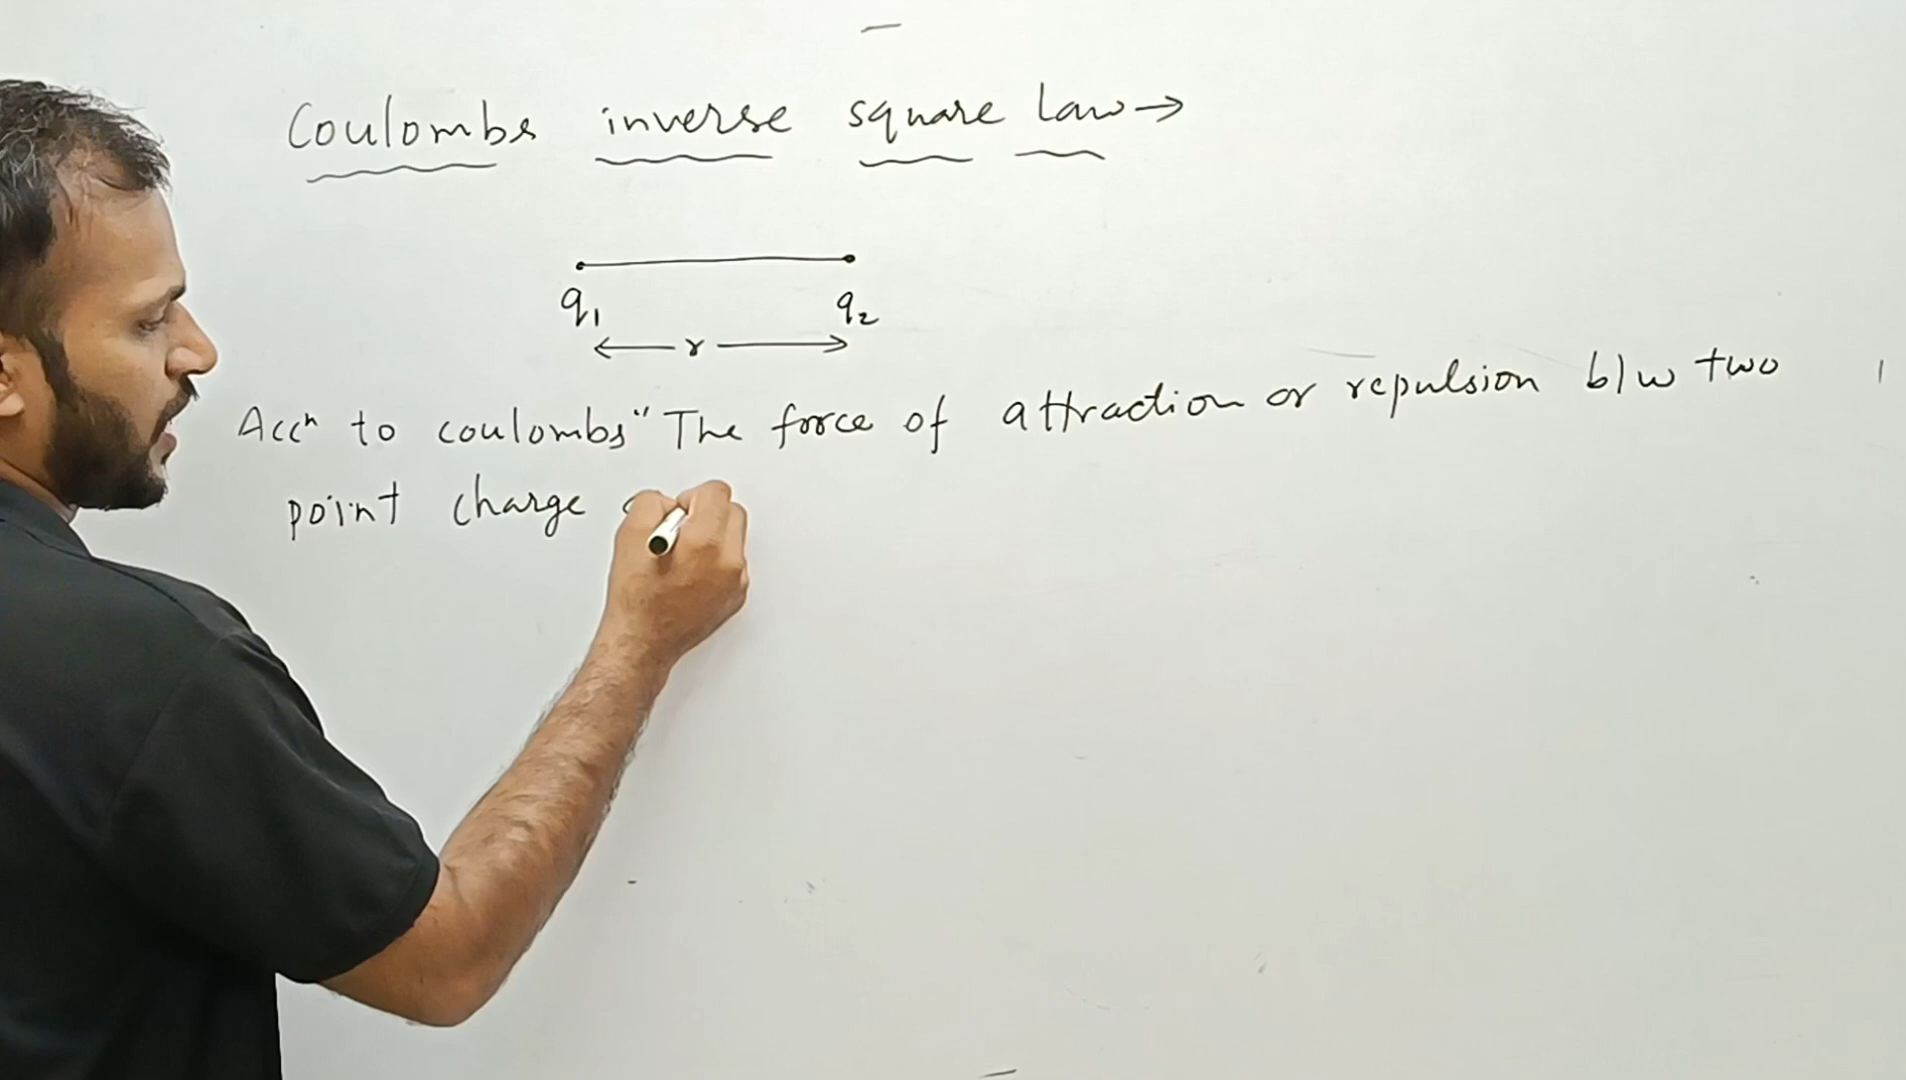 Coulombs inverse square Law→
q₁ q₂
r
Accⁿ to coulombs "The force of attraction or repulsion b/w two
point charge